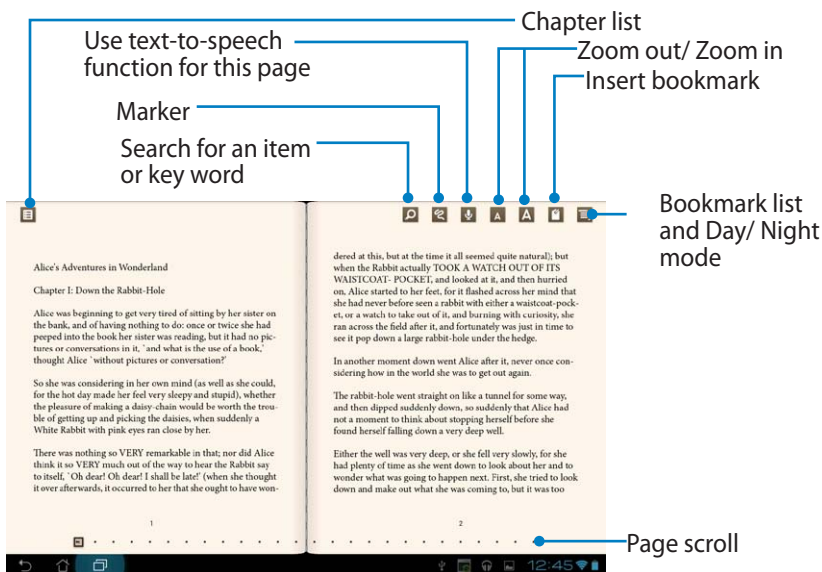 Chapter list
Use text-to-speech
function for this page
Zoom out/ Zoom in
Insert bookmark
Marker
Search for an item
or key word
A
A
Bookmark list
and Day/ Night
mode
Alice's Adventures in Wonderland
Chapter I: Down the Rabbit-Hole
Alice was beginning to get very tired of sitting by her sister on
the bank, and of having nothing to do: once or twice she had
peeped into the book her sister was reading, but it had no pic-
tures or conversations in it, `and what is the use of a book,'
thought Alice `without pictures or conversation?'
So she was considering in her own mind (as well as she could,
for the hot day made her feel very sleepy and stupid), whether
the pleasure of making a daisy-chain would be worth the trou-
ble of getting up and picking the daisies, when suddenly a
White Rabbit with pink eyes ran close by her.
There was nothing so VERY remarkable in that; nor did Alice
think it so VERY much out of the way to hear the Rabbit say
to itself, `Oh dear! Oh dear! I shall be late!' (when she thought
it over afterwards, it occurred to her that she ought to have won-
1
dered at this, but at the time it all seemed quite natural); but
when the Rabbit actually TOOK A WATCH OUT OF ITS
WAISTCOAT- POCKET, and looked at it, and then hurried
on, Alice started to her feet, for it flashed across her mind that
she had never before seen a rabbit with either a waistcoat-pock-
et, or a watch to take out of it, and burning with curiosity, she
ran across the field after it, and fortunately was just in time to
see it pop down a large rabbit-hole under the hedge.
In another moment down went Alice after it, never once con-
sidering how in the world she was to get out again.
The rabbit-hole went straight on like a tunnel for some way,
and then dipped suddenly down, so suddenly that Alice had
not a moment to think about stopping herself before she
found herself falling down a very deep well.
Either the well was very deep, or she fell very slowly, for she
had plenty of time as she went down to look about her and to
wonder what was going to happen next. First, she tried to look
down and make out what she was coming to, but it was too
2
Page scroll
12:45